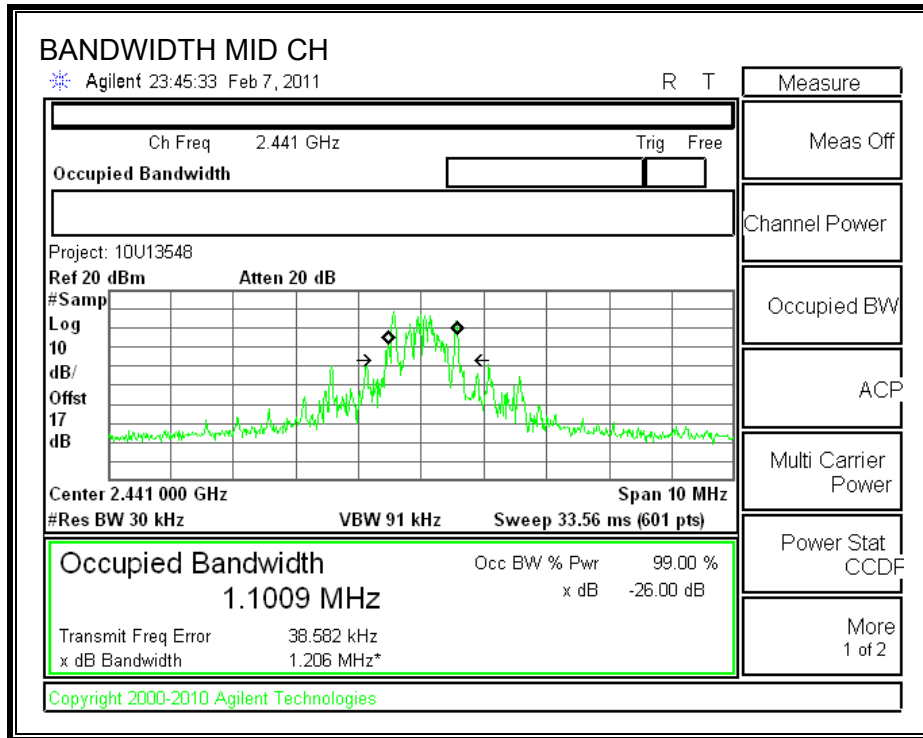 BANDWIDTH MID CH
Agilent 23:45:33 Feb 7, 2011 R T
Ch Freq 2.441 GHz Trig Free
Occupied Bandwidth
Project: 10U13548
Ref 20 dBm Atten 20 dB
#Samp
Log
10
dB/
Offst
17
dB
Center 2.441 000 GHz Span 10 MHz
#Res BW 30 kHz VBW 91 kHz Sweep 33.56 ms (601 pts)
Occupied Bandwidth Occ BW % Pwr 99.00 %
1.1009 MHz x dB -26.00 dB
Transmit Freq Error 38.582 kHz
x dB Bandwidth 1.206 MHz*
Copyright 2000-2010 Agilent Technologies
Measure
Meas Off
Channel Power
Occupied BW
ACP
Multi Carrier
Power
Power Stat
CCDF
More
1 of 2